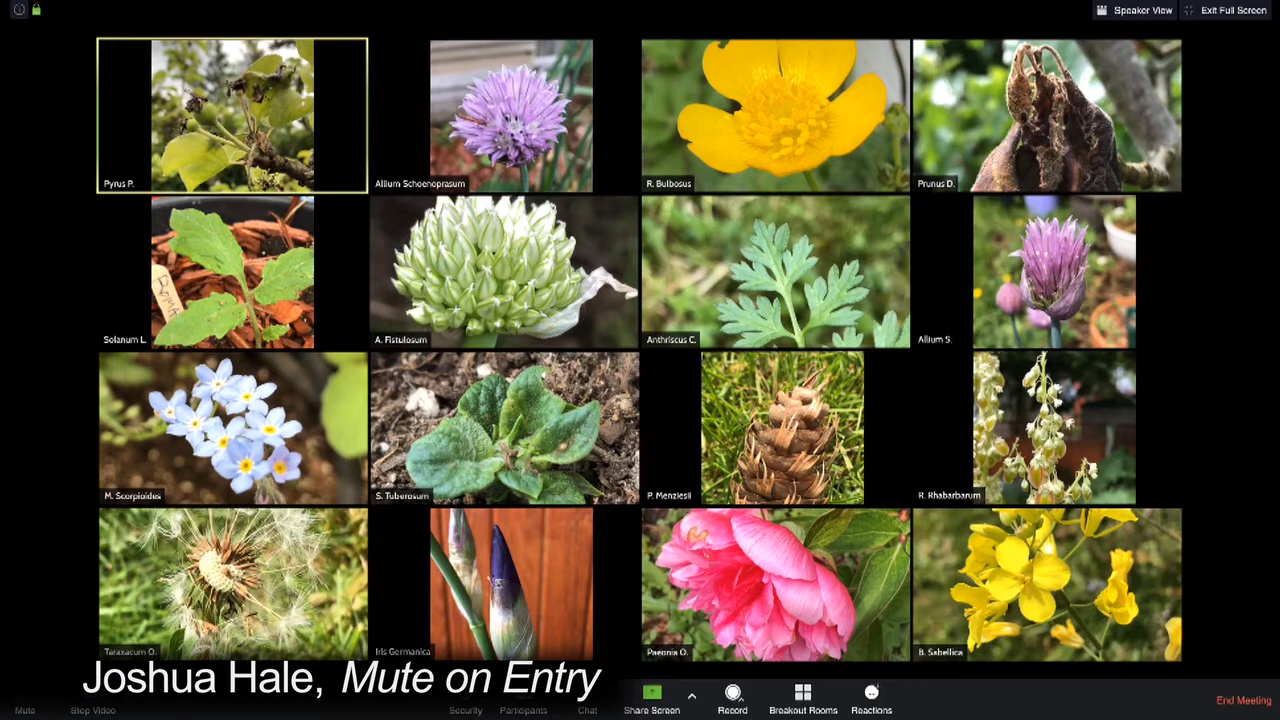 Speaker View Exit Full Screen
Pyrus P. Allium Schoenoprasum R. Bulbosus Prunus D.
Solanum L. A. Fistulosum Anthriscus C. Allium S.
M. Scorpioides S. Tuberosum P. Menziesii R. Rhabarbarum
Taraxacum O. Iris Germanica Paeonia O. B. Sabellica
Joshua Hale, Mute on Entry
Mute Stop Video Security Participants Chat Share Screen Record Breakout Rooms Reactions End Meeting